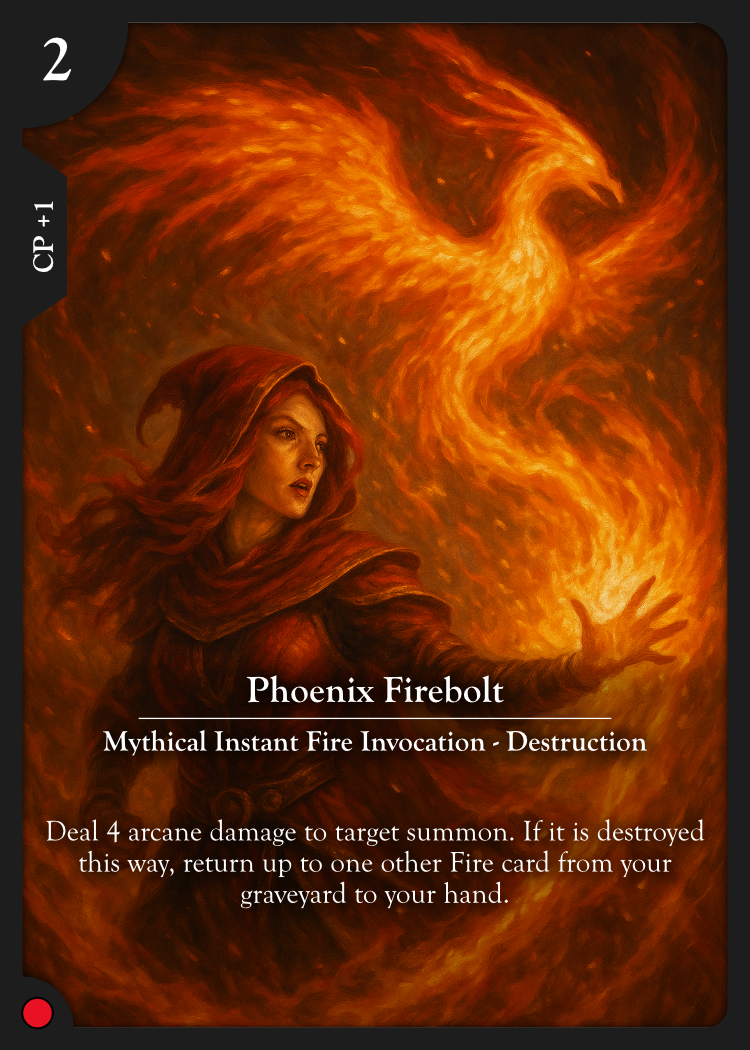 2
CP +1
Phoenix Firebolt
Mythical Instant Fire Invocation - Destruction
Deal 4 arcane damage to target summon. If it is destroyed
this way, return up to one other Fire card from your
graveyard to your hand.